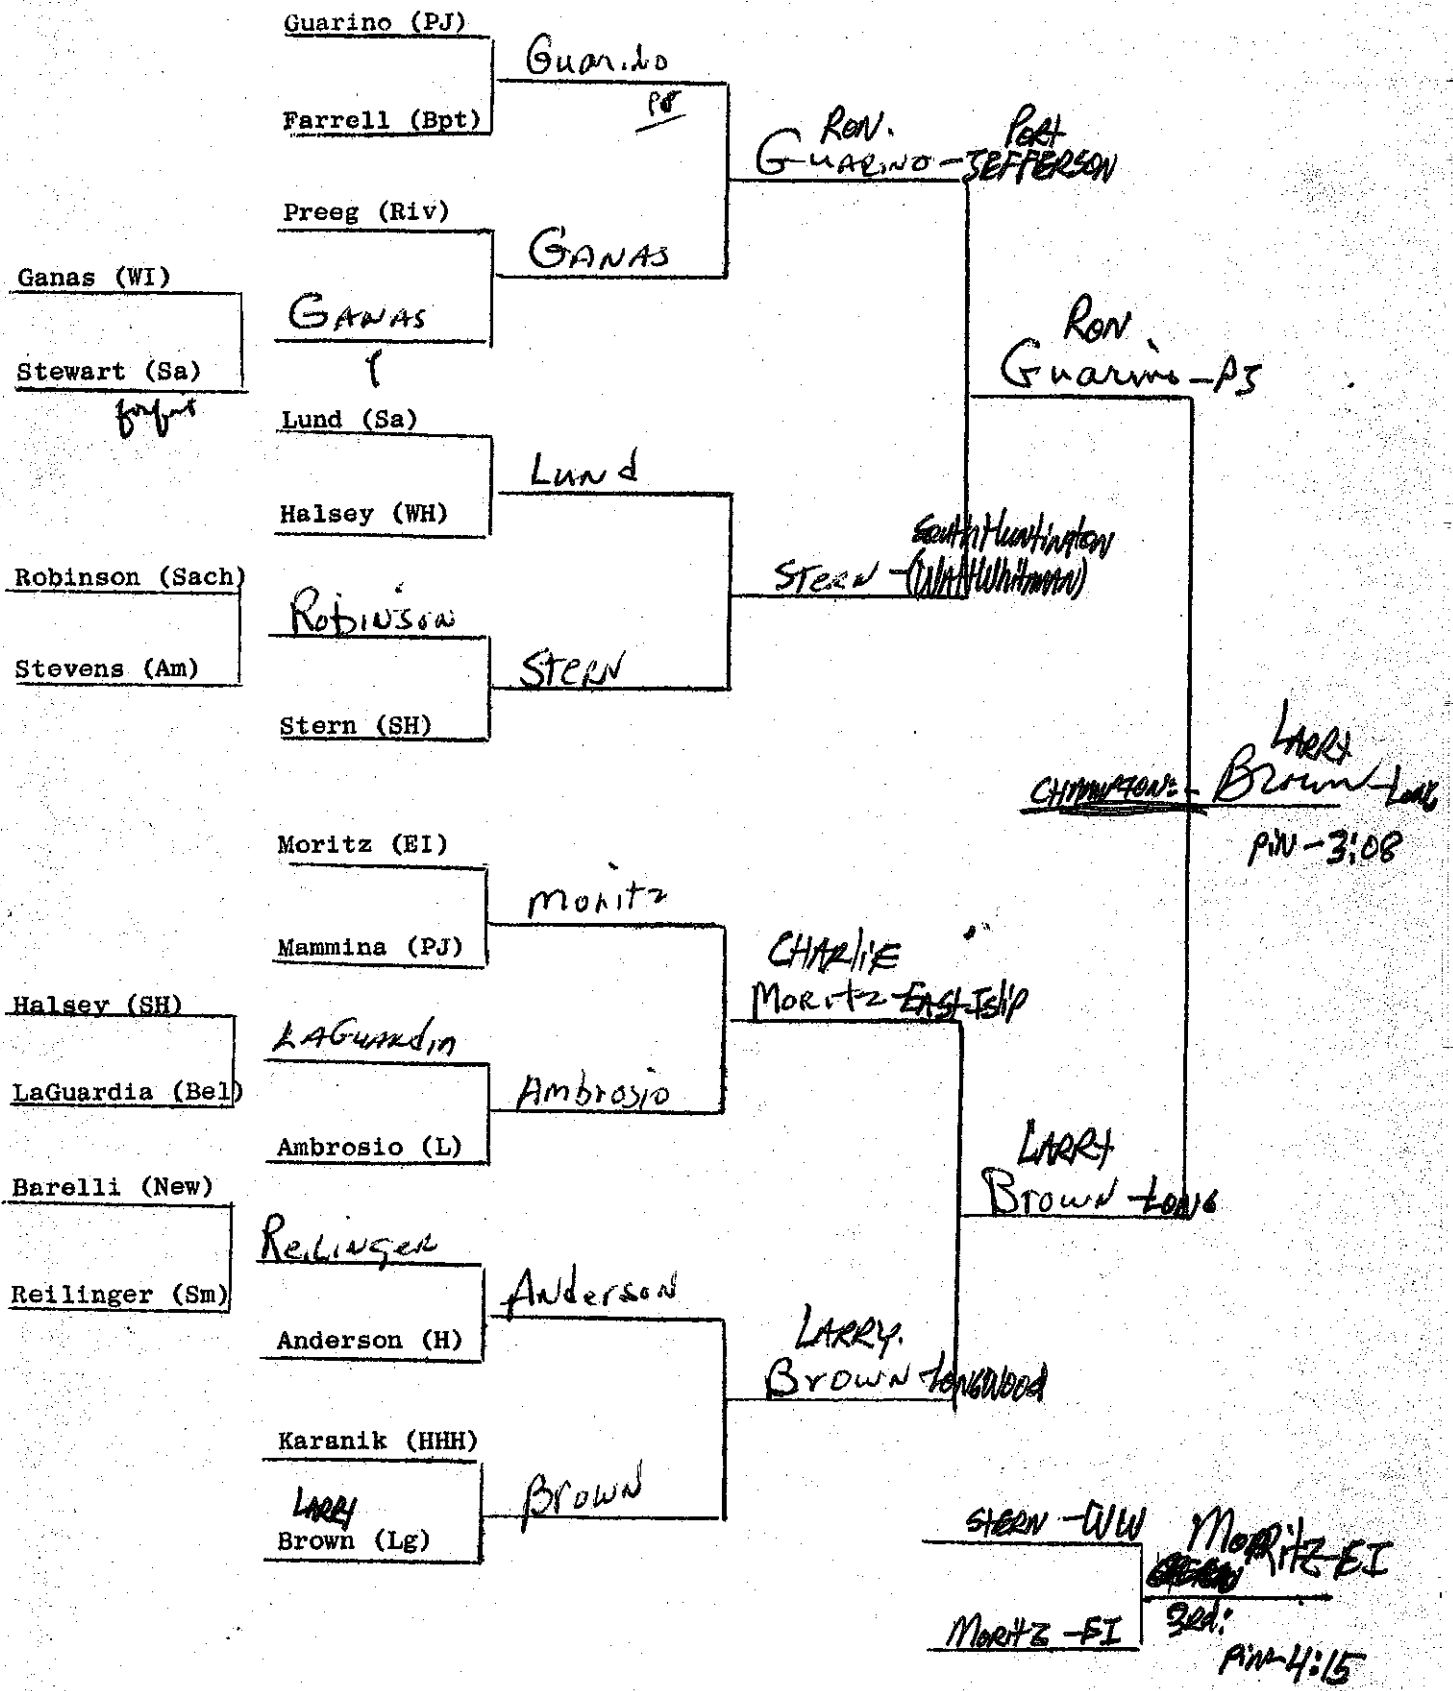 Guarino (PJ)
Guarino
Farrell (Bpt)
RON.
GUARINO - PORT JEFFERSON
Preeg (Riv)
GANAS
Ganas (WI)
GANAS
Stewart (Sa)
forfeit
RON
Guarino - PJ
Lund (Sa)
Lund
Halsey (WH)
Robinson (Sach)
ROBINSON
STERN - South Huntington
(Walt Whitman)
Stevens (Am)
STERN
Stern (SH)
CHAMPION: - LARRY
Brown - Long
PIN - 3:08
Moritz (EI)
Moritz
Mammina (PJ)
CHARLIE
MORITZ - EAST ISLIP
Halsey (SH)
LAGUARDIA
LaGuardia (Bel)
Ambrosio
Ambrosio (L)
LARRY
BROWN - LONG
Barelli (New)
REILINGER
Reilinger (Sm)
Anderson
Anderson (H)
LARRY.
BROWN - LONGWOOD
Karanik (HHH)
LARRY
Brown (Lg)
BROWN
STERN - WW
MORRITZ - EI
3RD:
MORITZ - EI
PIN - 4:15